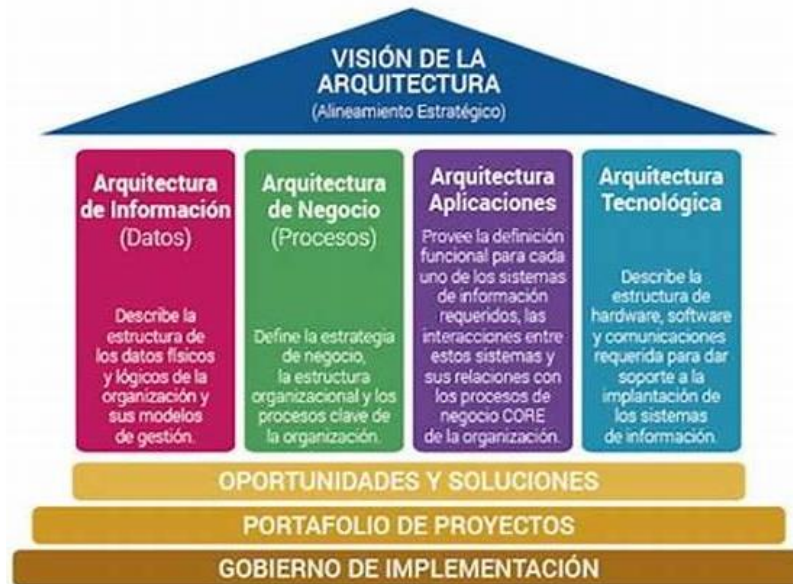 VISIÓN DE LA
ARQUITECTURA
(Alineamiento Estratégico)
Arquitectura
de Información
(Datos)
Describe la
estructura de
los datos físicos
y lógicos de la
organización y
sus modelos
de gestión.
Arquitectura
de Negocio
(Procesos)
Define la estrategia
de negocio,
la estructura
organizacional y los
procesos clave de
la organización.
Arquitectura
Aplicaciones
Provee la definición
funcional para cada
uno de los sistemas
de información
requeridos, las
interacciones entre
estos sistemas y
sus relaciones con
los procesos de
negocio CORE
de la organización.
Arquitectura
Tecnológica
Describe la
estructura de
hardware, software
y comunicaciones
requerida para dar
soporte a la
implantación de
los sistemas
de información.
OPORTUNIDADES Y SOLUCIONES
PORTAFOLIO DE PROYECTOS
GOBIERNO DE IMPLEMENTACIÓN